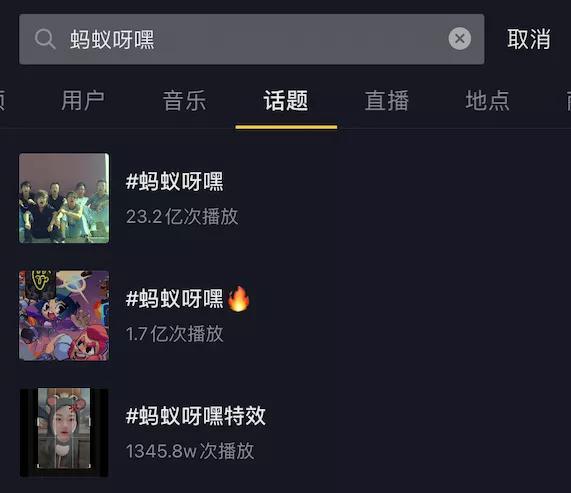 蚂蚁呀嘿
取消
用户 音乐 话题 直播 地点
#蚂蚁呀嘿
23.2亿次播放
#蚂蚁呀嘿🔥
1.7亿次播放
#蚂蚁呀嘿特效
1345.8w次播放